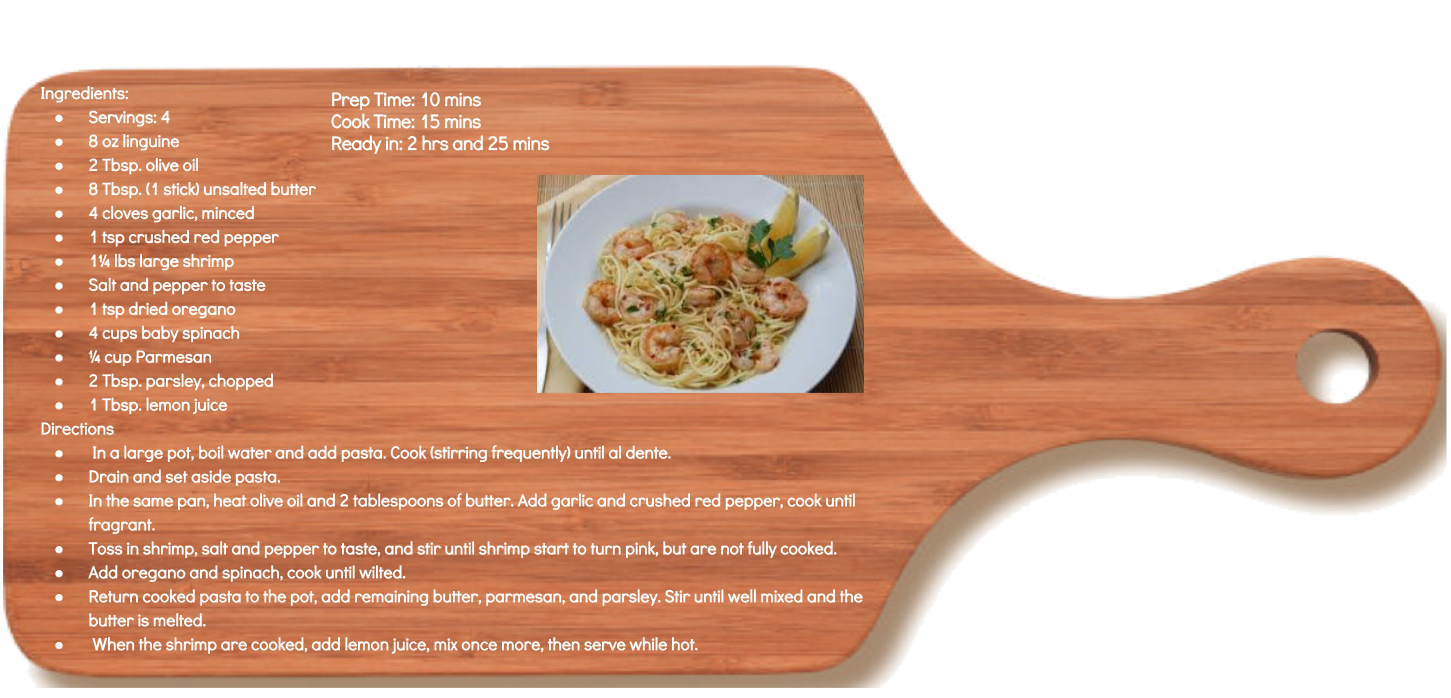 Ingredients:
● Servings: 4
● 8 oz linguine
● 2 Tbsp. olive oil
● 8 Tbsp. (1 stick) unsalted butter
● 4 cloves garlic, minced
● 1 tsp crushed red pepper
● 1¼ lbs large shrimp
● Salt and pepper to taste
● 1 tsp dried oregano
● 4 cups baby spinach
● ¼ cup Parmesan
● 2 Tbsp. parsley, chopped
● 1 Tbsp. lemon juice
Prep Time: 10 mins
Cook Time: 15 mins
Ready in: 2 hrs and 25 mins
Directions
● In a large pot, boil water and add pasta. Cook (stirring frequently) until al dente.
● Drain and set aside pasta.
● In the same pan, heat olive oil and 2 tablespoons of butter. Add garlic and crushed red pepper, cook until
fragrant.
● Toss in shrimp, salt and pepper to taste, and stir until shrimp start to turn pink, but are not fully cooked.
● Add oregano and spinach, cook until wilted.
● Return cooked pasta to the pot, add remaining butter, parmesan, and parsley. Stir until well mixed and the
butter is melted.
● When the shrimp are cooked, add lemon juice, mix once more, then serve while hot.